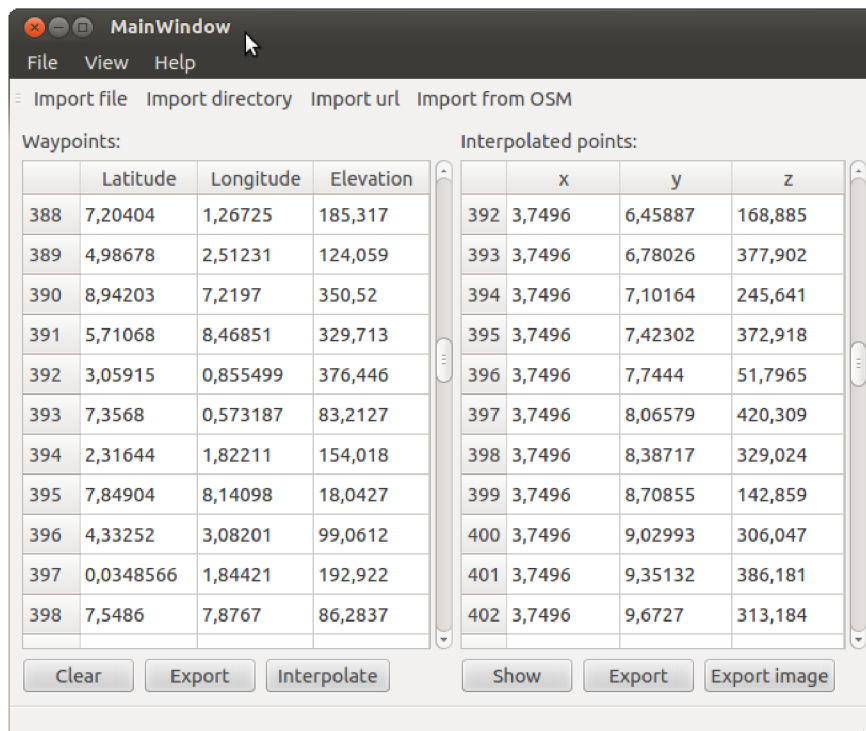 MainWindow
File View Help
Import file Import directory Import url Import from OSM
Waypoints: Interpolated points:
Latitude Longitude Elevation x y z
388 7,20404 1,26725 185,317 392 3,7496 6,45887 168,885
389 4,98678 2,51231 124,059 393 3,7496 6,78026 377,902
390 8,94203 7,2197 350,52 394 3,7496 7,10164 245,641
391 5,71068 8,46851 329,713 395 3,7496 7,42302 372,918
392 3,05915 0,855499 376,446 396 3,7496 7,7444 51,7965
393 7,3568 0,573187 83,2127 397 3,7496 8,06579 420,309
394 2,31644 1,82211 154,018 398 3,7496 8,38717 329,024
395 7,84904 8,14098 18,0427 399 3,7496 8,70855 142,859
396 4,33252 3,08201 99,0612 400 3,7496 9,02993 306,047
397 0,0348566 1,84421 192,922 401 3,7496 9,35132 386,181
398 7,5486 7,8767 86,2837 402 3,7496 9,6727 313,184
Clear Export Interpolate Show Export Export image